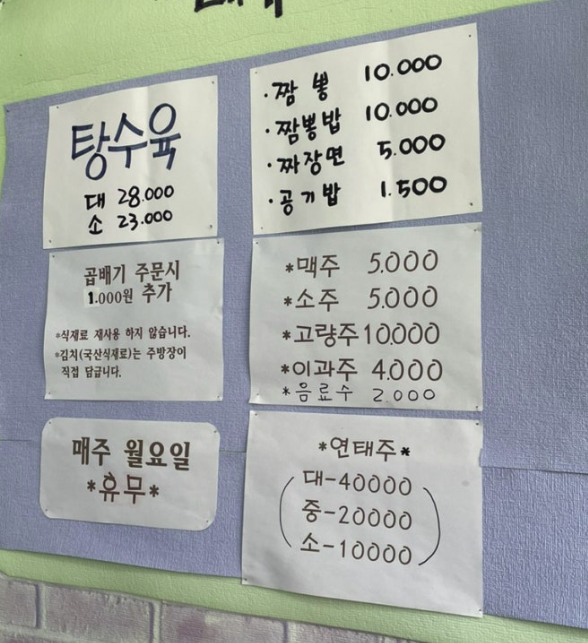 탕수육
대 28.000
소 23.000
·짬뽕 10.000
·짬뽕밥 10.000
·짜장면 5.000
·공기밥 1.500
곱배기 주문시
1.000원 추가
*식재료 재사용 하지 않습니다.
*김치(국산식재료)는 주방장이
직접 담급니다.
*맥주 5.000
*소주 5.000
*고량주 10.000
*이과주 4.000
*음료수 2000
매주 월요일
*휴무*
*연태주*
(대-40000
중-20000
소-10000)